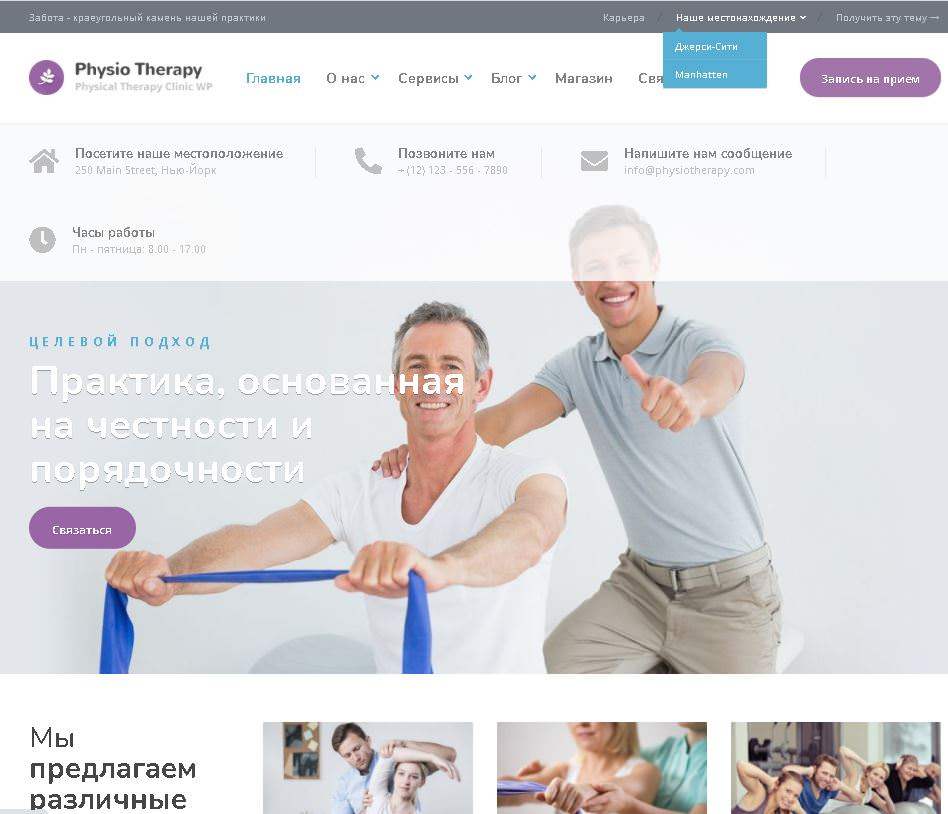 Забота - краеугольный камень нашей практики
Карьера / Наше местонахождение / Получить эту тему →
Джерси-Сити
Manhatten
Physio Therapy
Physical Therapy Clinic WP
Главная О нас Сервисы Блог Магазин Свя
Запись на прием
Посетите наше местоположение
250 Main Street, Нью-Йорк
Позвоните нам
+ (12) 123 - 556 - 7890
Напишите нам сообщение
info@physiotherapy.com
Часы работы
Пн - пятница: 8.00 - 17.00
ЦЕЛЕВОЙ ПОДХОД
Практика, основанная
на честности и
порядочности
Связаться
Мы
предлагаем
различные